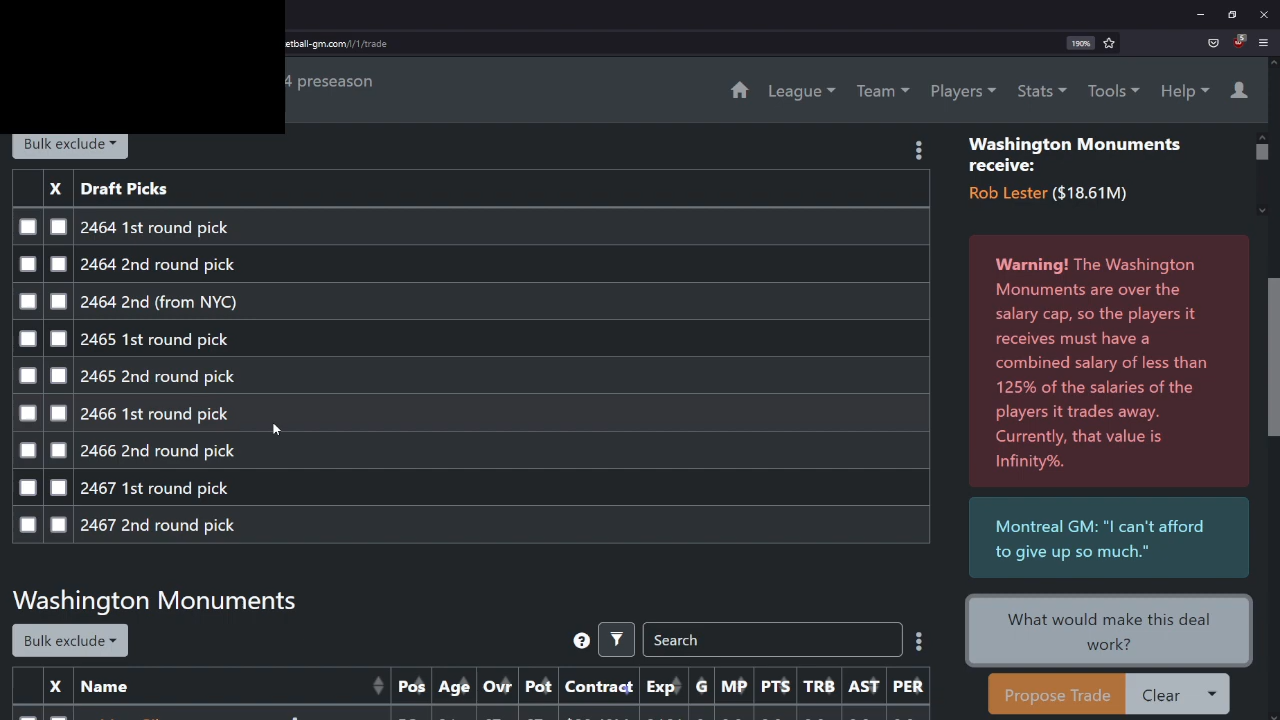 etball-gm.com/l/1/trade
190%
5
4 preseason
League
Team
Players
Stats
Tools
Help
Bulk exclude
X Draft Picks
2464 1st round pick
2464 2nd round pick
2464 2nd (from NYC)
2465 1st round pick
2465 2nd round pick
2466 1st round pick
2466 2nd round pick
2467 1st round pick
2467 2nd round pick
Washington Monuments
Bulk exclude
? Search
X Name Pos Age Ovr Pot Contract Exp G MP PTS TRB AST PER
Washington Monuments
receive:
Rob Lester ($18.61M)
Warning! The Washington
Monuments are over the
salary cap, so the players it
receives must have a
combined salary of less than
125% of the salaries of the
players it trades away.
Currently, that value is
Infinity%.
Montreal GM: "I can't afford
to give up so much."
What would make this deal
work?
Propose Trade Clear